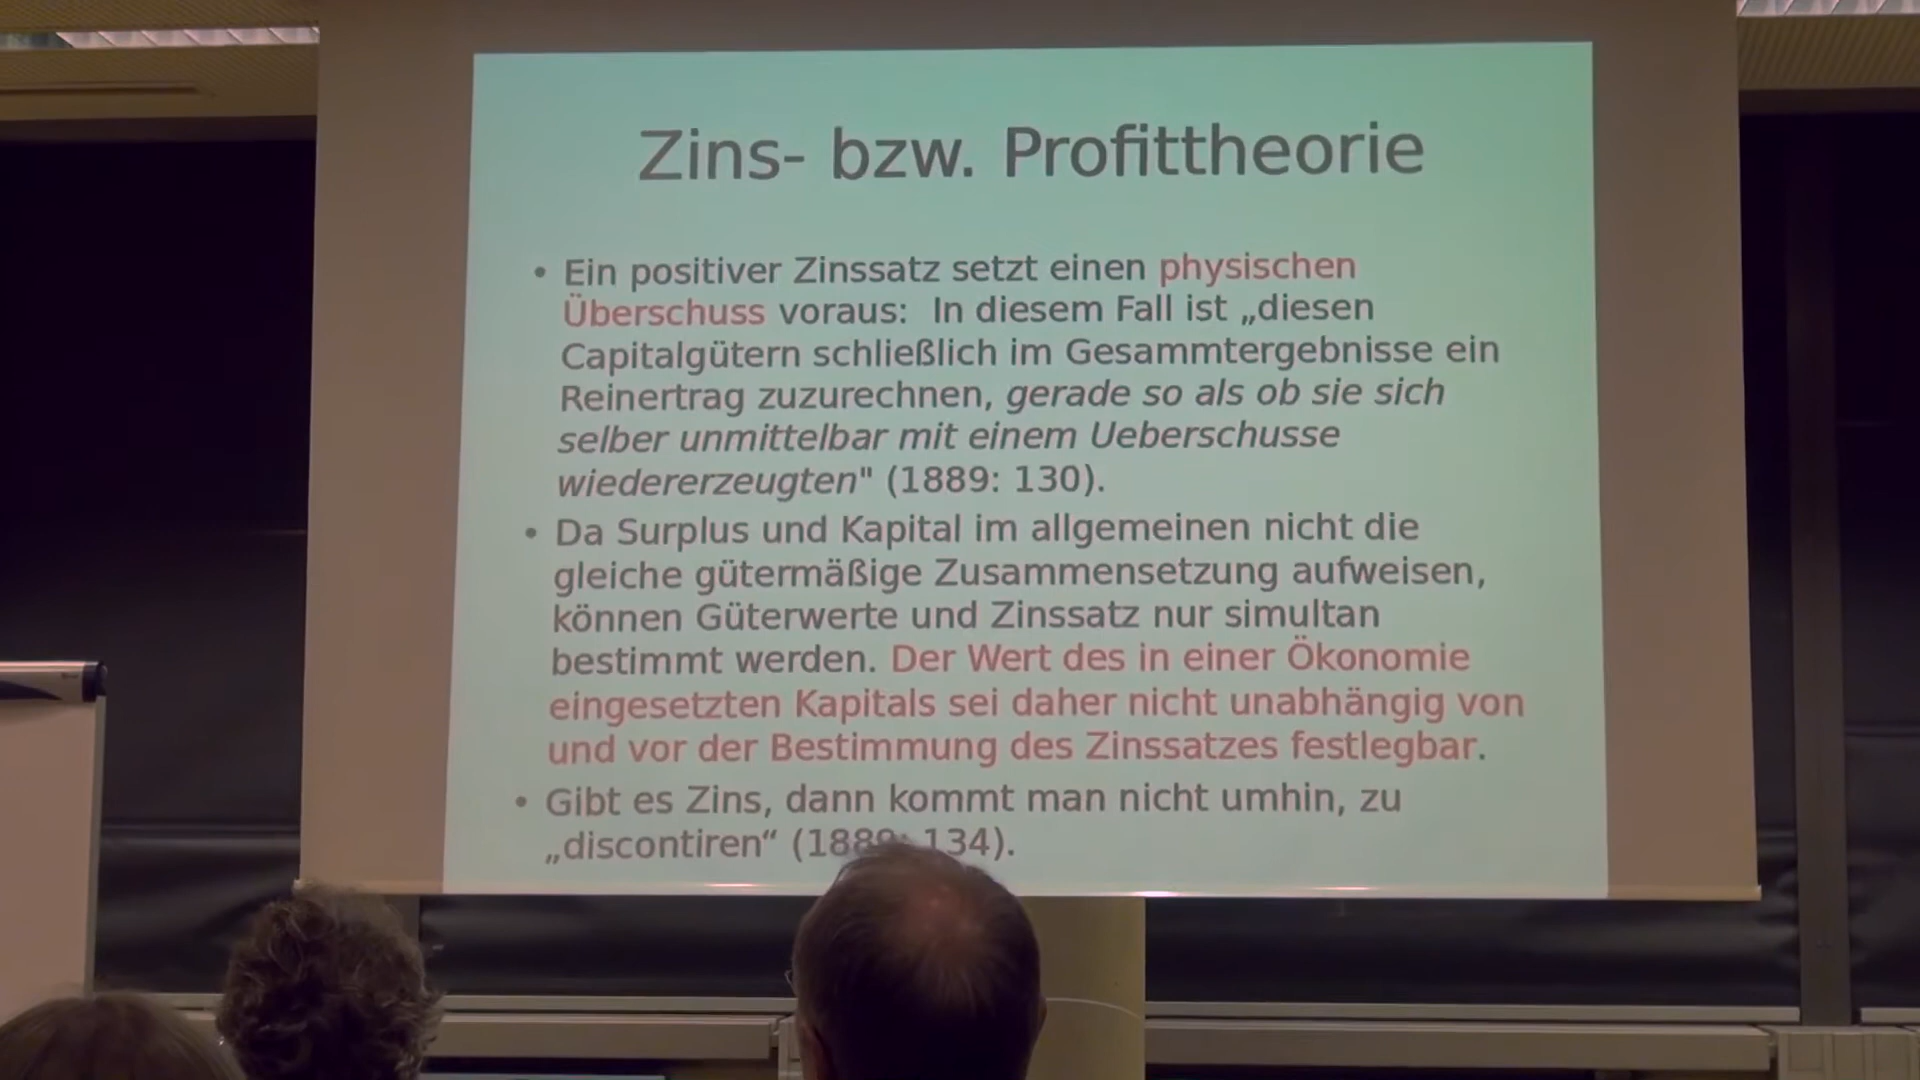 Zins- bzw. Profittheorie
• Ein positiver Zinssatz setzt einen physischen
Überschuss voraus: In diesem Fall ist „diesen
Capitalgütern schließlich im Gesammtergebnisse ein
Reinertrag zuzurechnen, gerade so als ob sie sich
selber unmittelbar mit einem Ueberschusse
wiedererzeugten" (1889: 130).
• Da Surplus und Kapital im allgemeinen nicht die
gleiche gütermäßige Zusammensetzung aufweisen,
können Güterwerte und Zinssatz nur simultan
bestimmt werden. Der Wert des in einer Ökonomie
eingesetzten Kapitals sei daher nicht unabhängig von
und vor der Bestimmung des Zinssatzes festlegbar.
• Gibt es Zins, dann kommt man nicht umhin, zu
„discontiren“ (1889: 134).